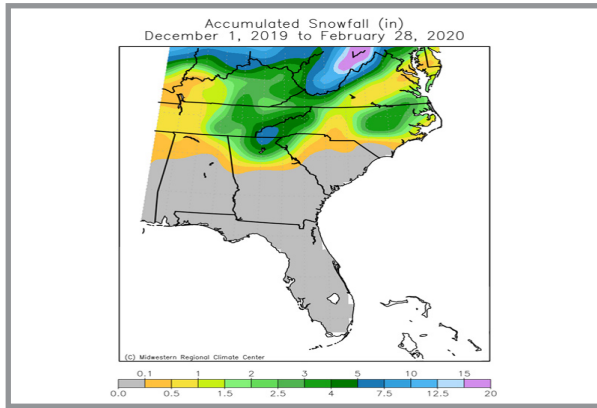 Accumulated Snowfall (in)
December 1, 2019 to February 28, 2020
(C) Midwestern Regional Climate Center
0.1 1 2 3 5 10 15
0.0 0.5 1.5 2.5 4 7.5 12.5 20